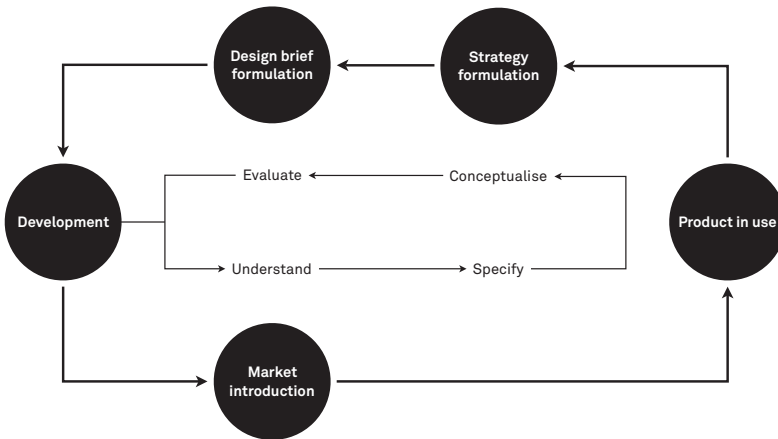 Design brief
formulation
Strategy
formulation
Evaluate
Conceptualise
Development
Product in use
Understand
Specify
Market
introduction